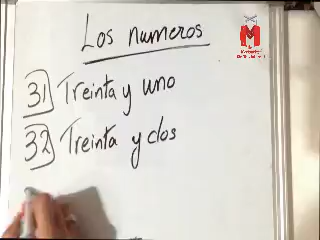 Los numeros
31 Treinta y uno
32 Treinta y dos